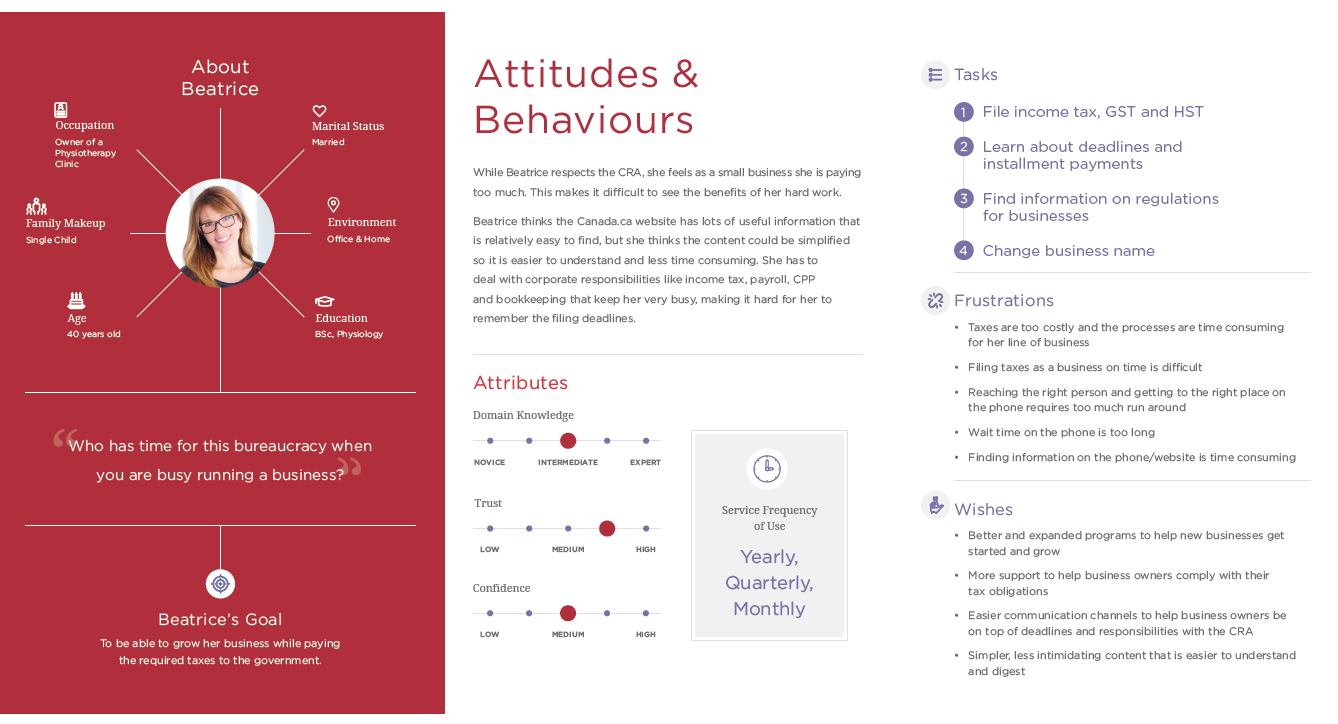 About
Beatrice
Occupation
Owner of a
Physiotherapy
Clinic
Marital Status
Married
Family Makeup
Single Child
Environment
Office & Home
Age
40 years old
Education
BSc, Physiology
“Who has time for this bureaucracy when
you are busy running a business?”
Beatrice’s Goal
To be able to grow her business while paying
the required taxes to the government.
Attitudes &
Behaviours
While Beatrice respects the CRA, she feels as a small business she is paying
too much. This makes it difficult to see the benefits of her hard work.
Beatrice thinks the Canada.ca website has lots of useful information that
is relatively easy to find, but she thinks the content could be simplified
so it is easier to understand and less time consuming. She has to
deal with corporate responsibilities like income tax, payroll, CPP
and bookkeeping that keep her very busy, making it hard for her to
remember the filing deadlines.
Attributes
Domain Knowledge
NOVICE INTERMEDIATE EXPERT
Trust
LOW MEDIUM HIGH
Confidence
LOW MEDIUM HIGH
Service Frequency
of Use
Yearly,
Quarterly,
Monthly
Tasks
1 File income tax, GST and HST
2 Learn about deadlines and
installment payments
3 Find information on regulations
for businesses
4 Change business name
Frustrations
• Taxes are too costly and the processes are time consuming
for her line of business
• Filing taxes as a business on time is difficult
• Reaching the right person and getting to the right place on
the phone requires too much run around
• Wait time on the phone is too long
• Finding information on the phone/website is time consuming
Wishes
• Better and expanded programs to help new businesses get
started and grow
• More support to help business owners comply with their
tax obligations
• Easier communication channels to help business owners be
on top of deadlines and responsibilities with the CRA
• Simpler, less intimidating content that is easier to understand
and digest